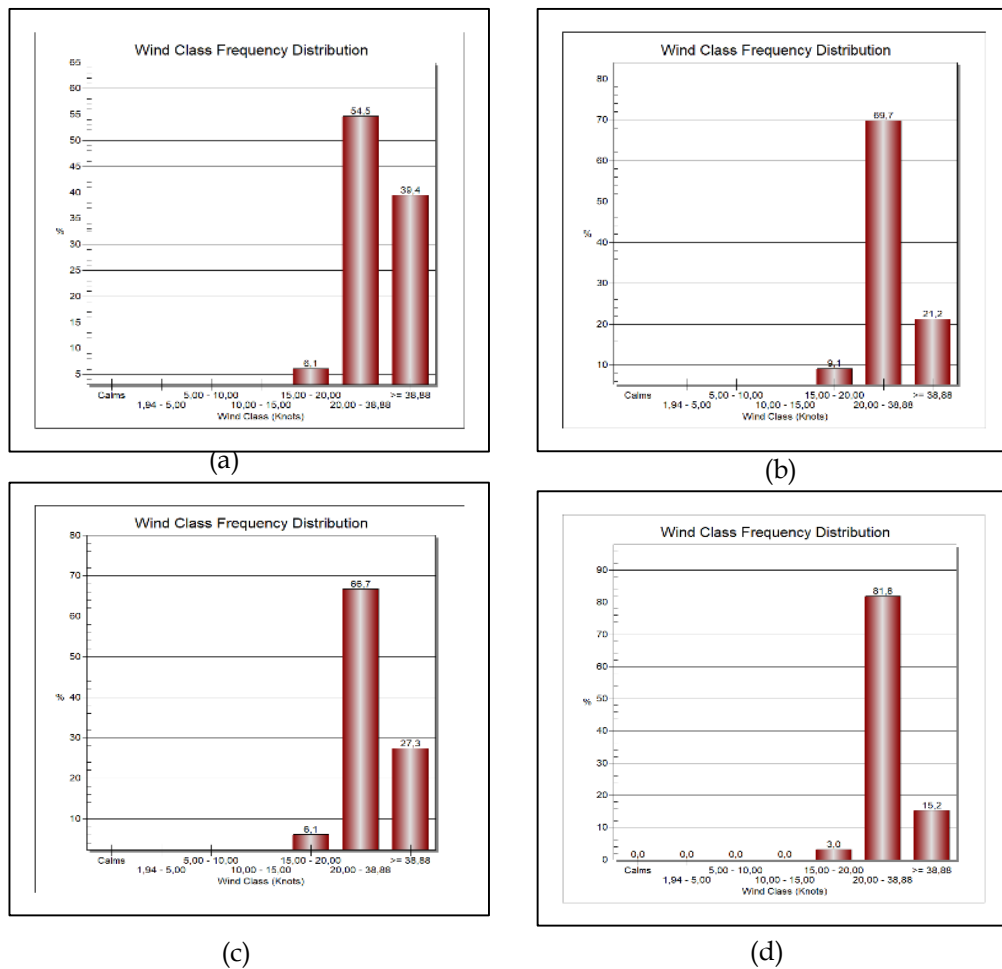 Wind Class Frequency Distribution
65
60
55
50
45
40
35
30
25
20
15
10
5
%
54,5
39,4
6,1
Calms 5,00 - 10,00 15,00 - 20,00 >= 38,88
1,94 - 5,00 10,00 - 15,00 20,00 - 38,88
Wind Class (Knots)
(a)
Wind Class Frequency Distribution
80
70
60
50
40
30
20
10
%
69,7
21,2
9,1
Calms 5,00 - 10,00 15,00 - 20,00 >= 38,88
1,94 - 5,00 10,00 - 15,00 20,00 - 38,88
Wind Class (Knots)
(b)
Wind Class Frequency Distribution
80
70
60
50
40
30
20
10
%
66,7
27,3
6,1
Calms 5,00 - 10,00 15,00 - 20,00 >= 38,88
1,94 - 5,00 10,00 - 15,00 20,00 - 38,88
Wind Class (Knots)
(c)
Wind Class Frequency Distribution
90
80
70
60
50
40
30
20
10
0
%
81,8
15,2
3,0
0,0 0,0 0,0 0,0
Calms 5,00 - 10,00 15,00 - 20,00 >= 38,88
1,94 - 5,00 10,00 - 15,00 20,00 - 38,88
Wind Class (Knots)
(d)